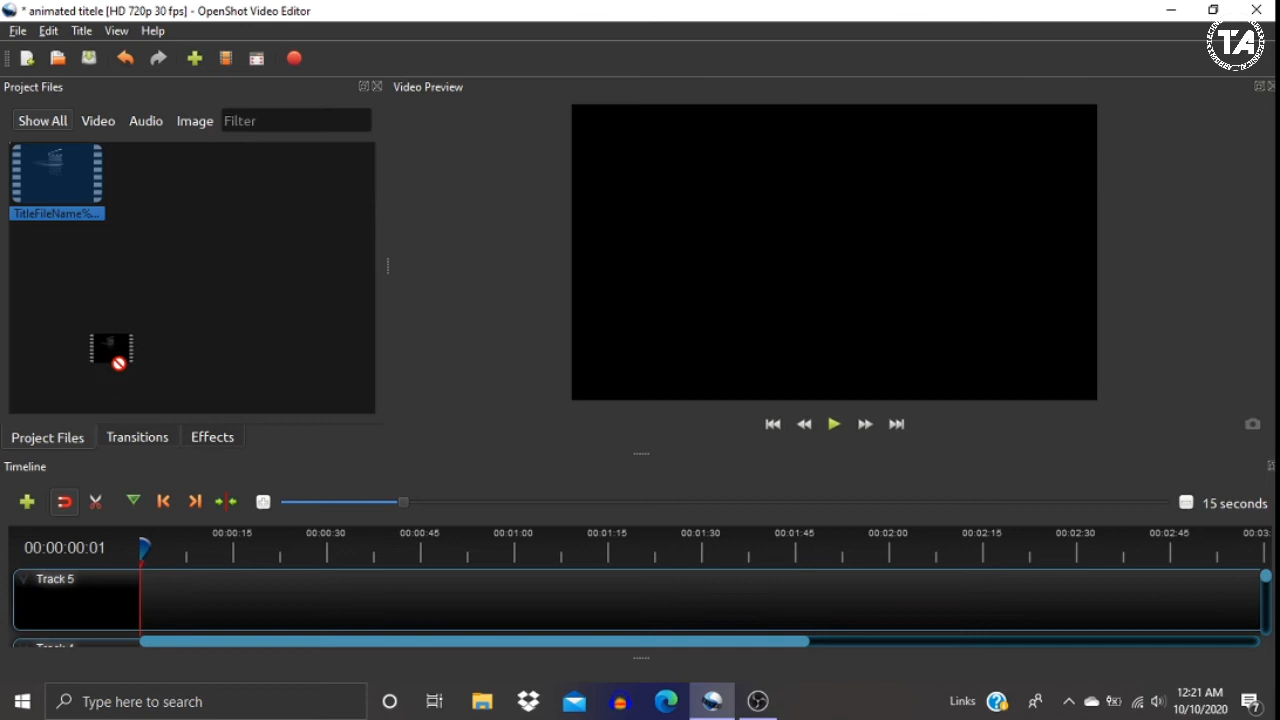 * animated titele [HD 720p 30 fps] - OpenShot Video Editor
File Edit Title View Help
TA
Project Files
Video Preview
Show All Video Audio Image Filter
TitleFileName%...
Project Files Transitions Effects
Timeline
15 seconds
00:00:00:01
00:00:15 00:00:30 00:00:45 00:01:00 00:01:15 00:01:30 00:01:45 00:02:00 00:02:15 00:02:30 00:02:45 00:03:
Track 5
Type here to search
Links
12:21 AM
10/10/2020
7